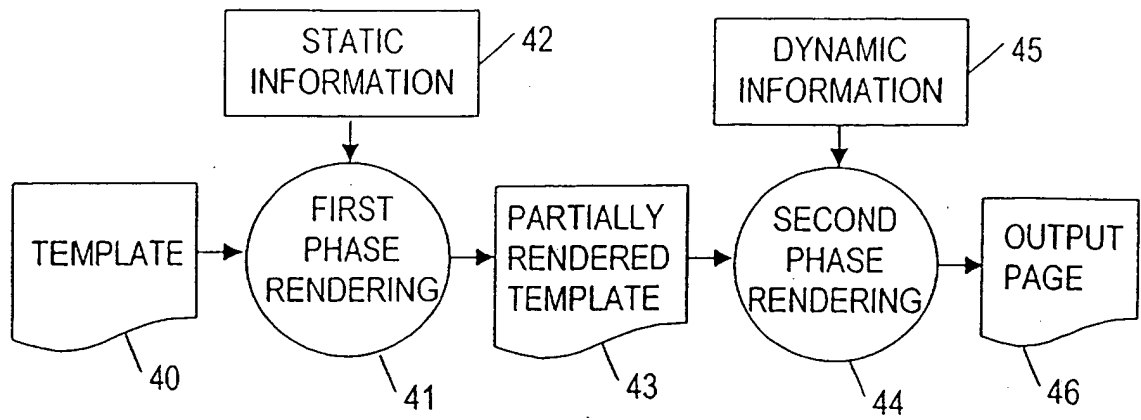 STATIC
INFORMATION
42
DYNAMIC
INFORMATION
45
TEMPLATE
40
FIRST
PHASE
RENDERING
41
PARTIALLY
RENDERED
TEMPLATE
43
SECOND
PHASE
RENDERING
44
OUTPUT
PAGE
46